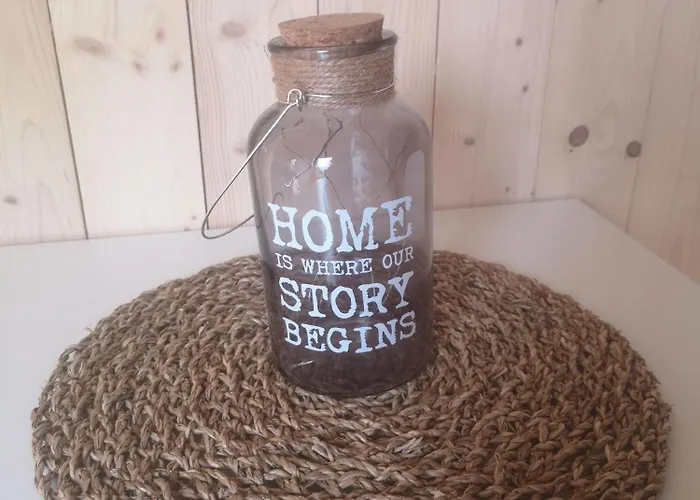 HOME
IS WHERE OUR
STORY
BEGINS